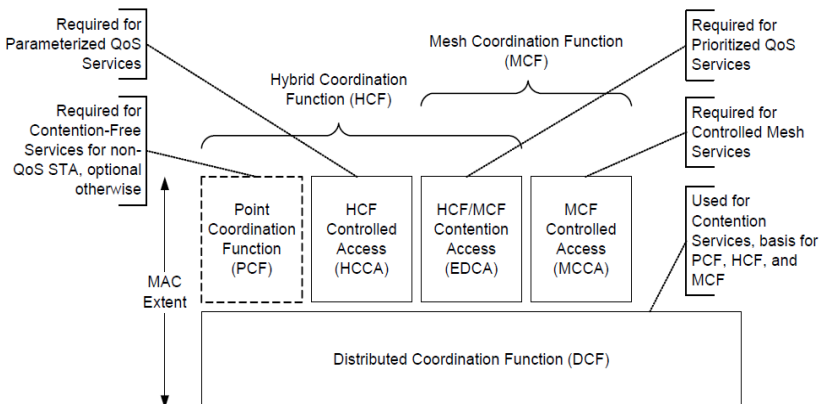 Required for
Parameterized QoS
Services
Required for
Contention-Free
Services for non-
QoS STA, optional
otherwise
Hybrid Coordination
Function (HCF)
Mesh Coordination Function
(MCF)
Required for
Prioritized QoS
Services
Required for
Controlled Mesh
Services
Used for
Contention
Services, basis for
PCF, HCF, and
MCF
MAC
Extent
Point
Coordination
Function
(PCF)
HCF
Controlled
Access
(HCCA)
HCF/MCF
Contention
Access
(EDCA)
MCF
Controlled
Access
(MCCA)
Distributed Coordination Function (DCF)